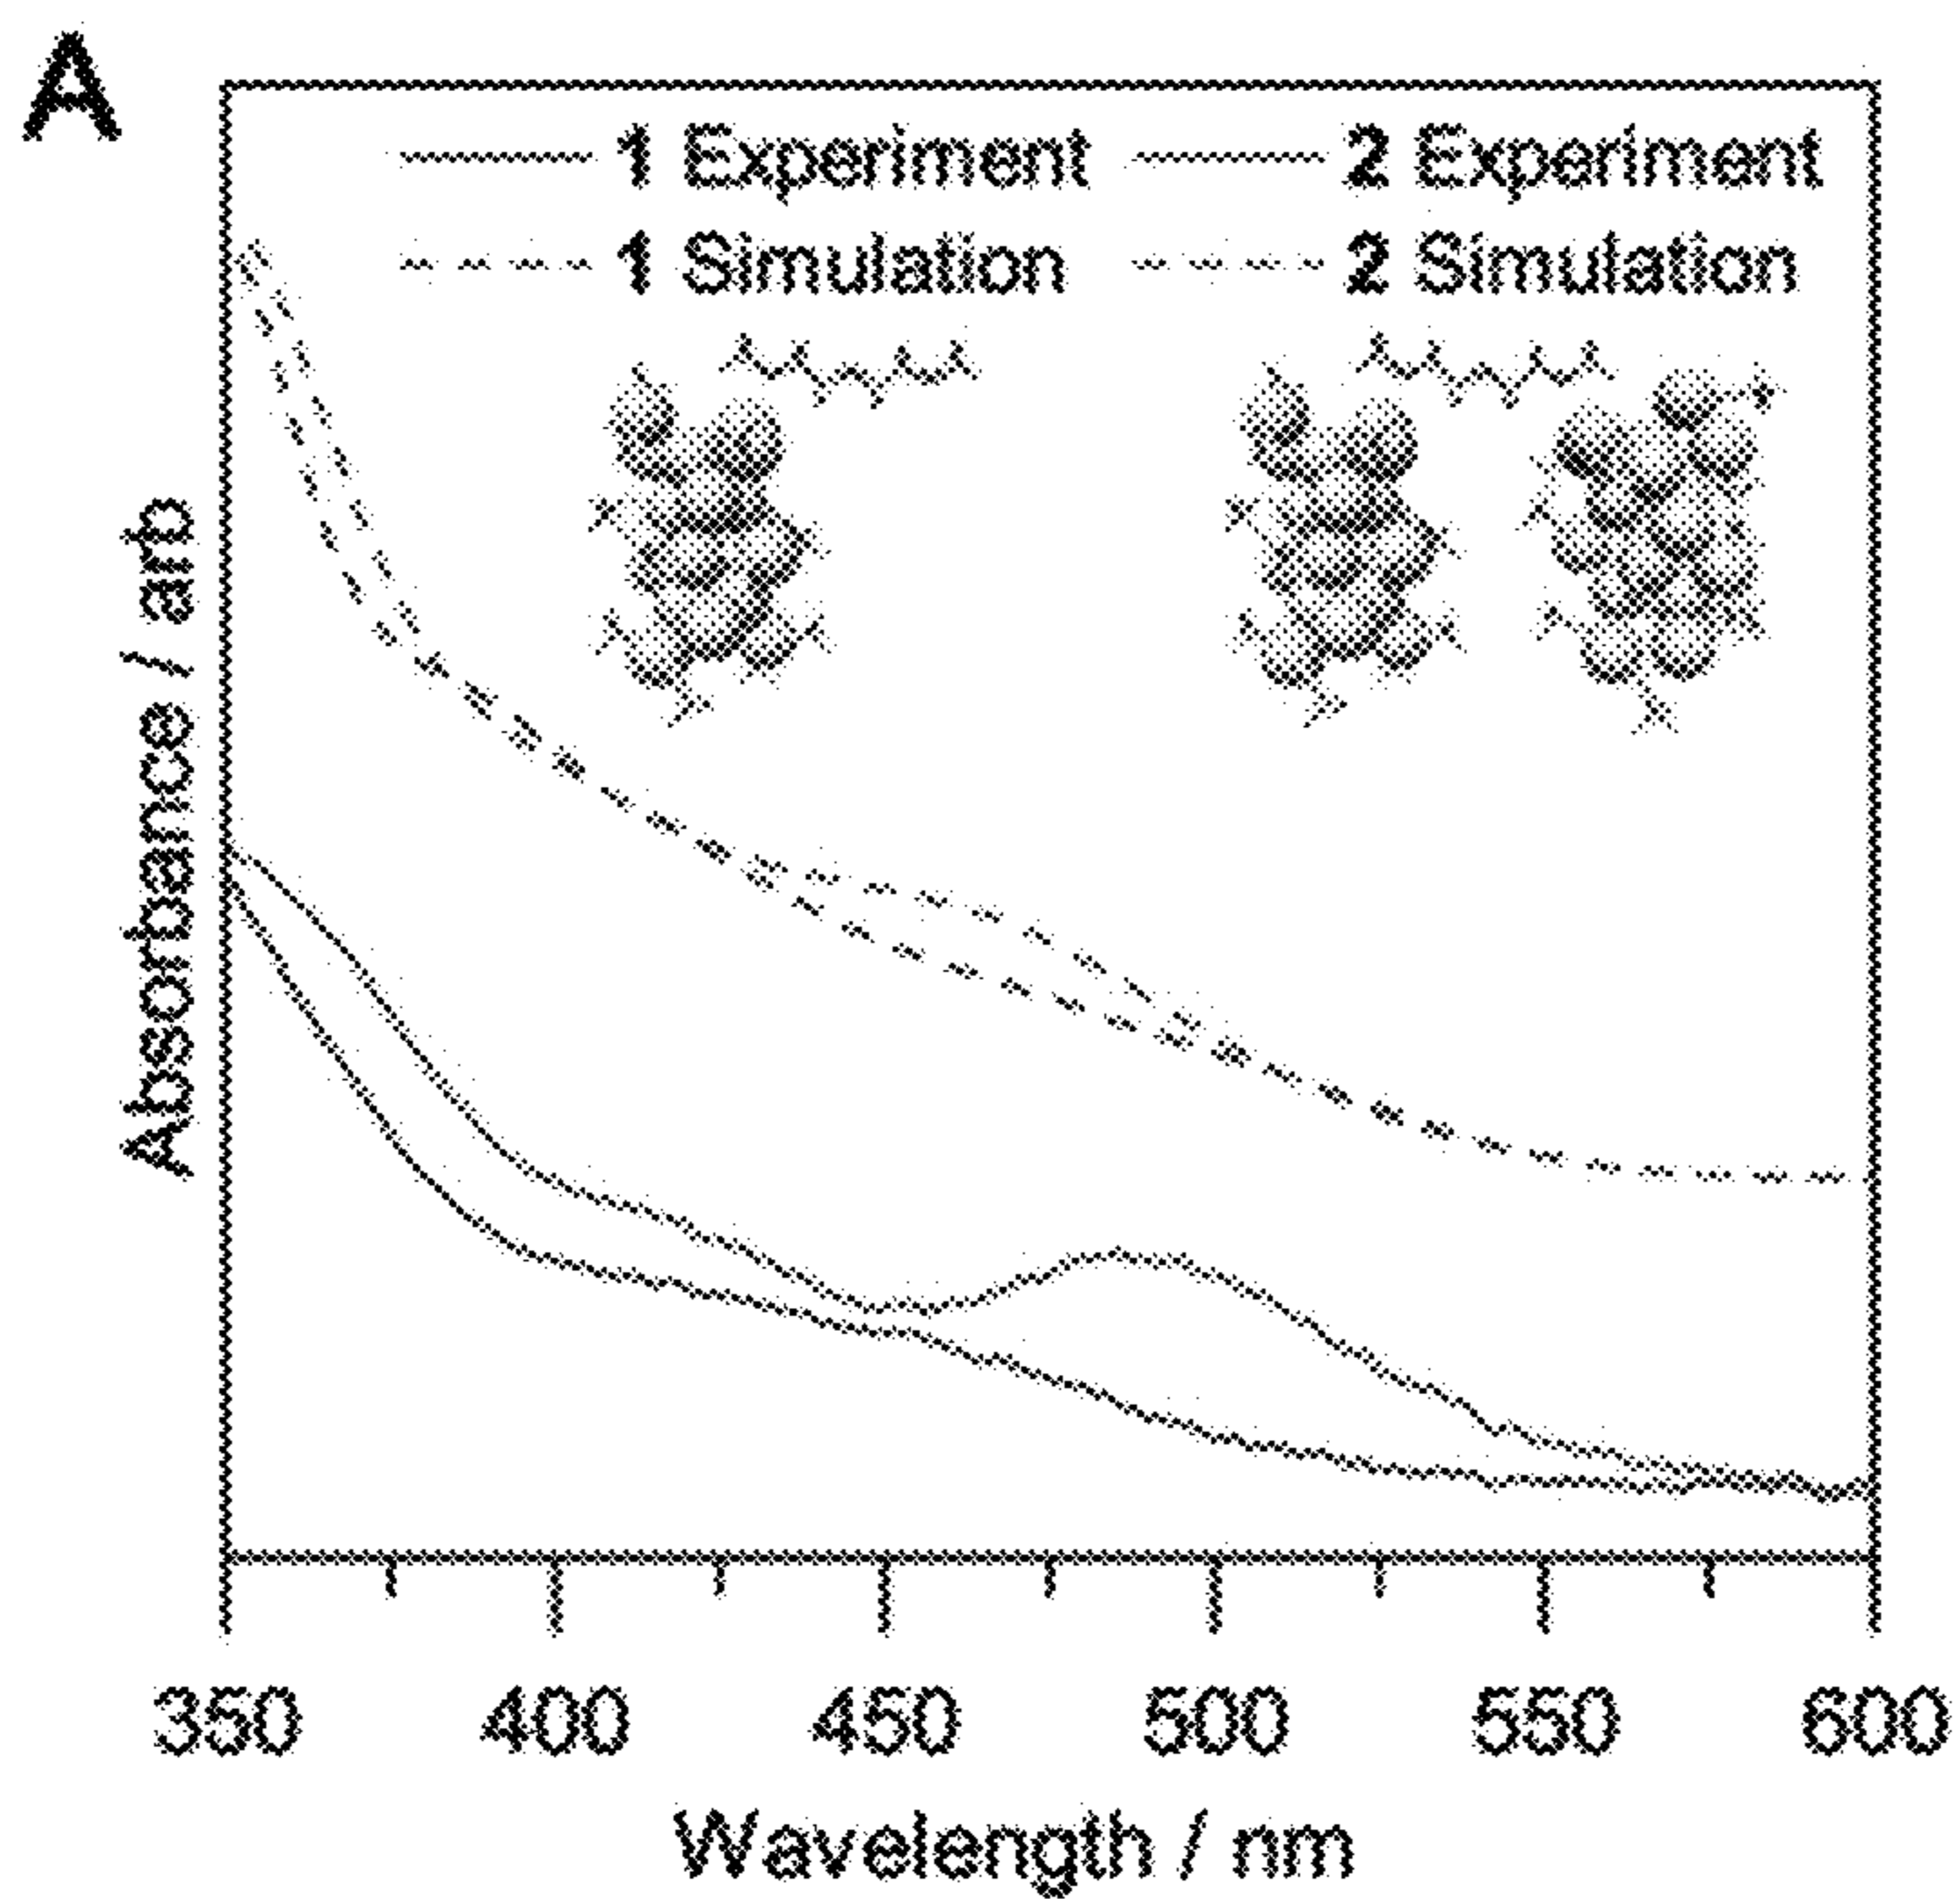 A
1 Experiment 2 Experiment
1 Simulation 2 Simulation
Absorbance / arb
350 400 450 500 550 600
Wavelength / nm